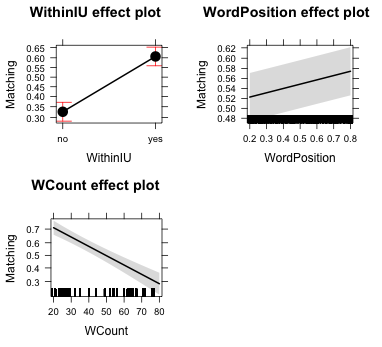 WithinIU effect plot
Matching
0.65
0.60
0.55
0.50
0.45
0.40
0.35
0.30
no yes
WithinIU
WordPosition effect plot
Matching
0.62
0.60
0.58
0.56
0.54
0.52
0.50
0.48
0.2 0.3 0.4 0.5 0.6 0.7 0.8
WordPosition
WCount effect plot
Matching
0.7
0.6
0.5
0.4
0.3
20 30 40 50 60 70 80
WCount